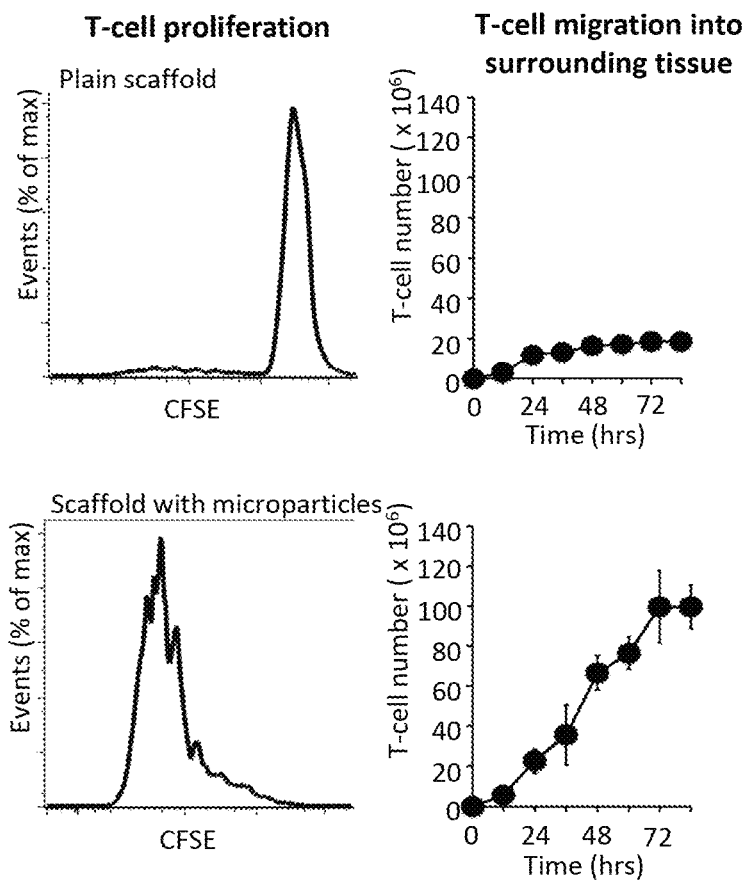 T-cell proliferation
T-cell migration into
surrounding tissue
Plain scaffold
Events (% of max)
CFSE
T-cell number ( x 10⁶)
140
120
100
80
60
40
20
0
0 24 48 72
Time (hrs)
Scaffold with microparticles
Events (% of max)
CFSE
T-cell number ( x 10⁶)
140
120
100
80
60
40
20
0
0 24 48 72
Time (hrs)